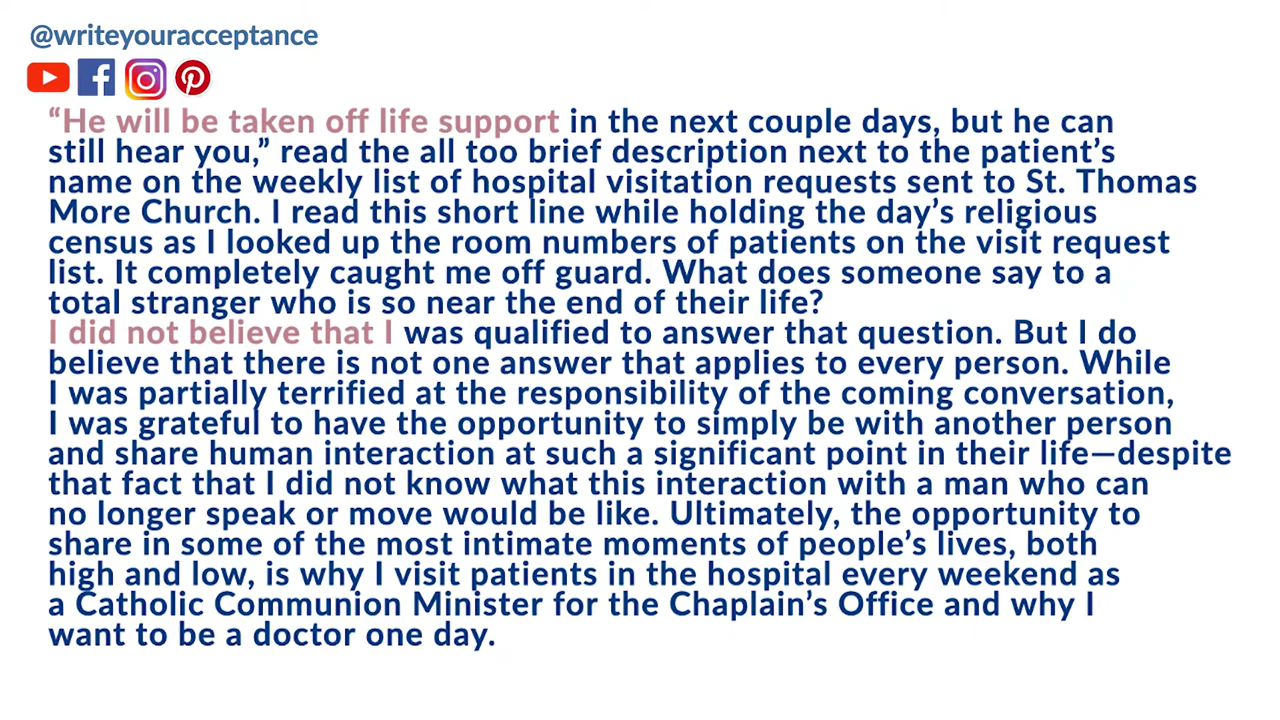 @writeyouracceptance
“He will be taken off life support in the next couple days, but he can
still hear you,” read the all too brief description next to the patient’s
name on the weekly list of hospital visitation requests sent to St. Thomas
More Church. I read this short line while holding the day’s religious
census as I looked up the room numbers of patients on the visit request
list. It completely caught me off guard. What does someone say to a
total stranger who is so near the end of their life?
I did not believe that I was qualified to answer that question. But I do
believe that there is not one answer that applies to every person. While
I was partially terrified at the responsibility of the coming conversation,
I was grateful to have the opportunity to simply be with another person
and share human interaction at such a significant point in their life—despite
that fact that I did not know what this interaction with a man who can
no longer speak or move would be like. Ultimately, the opportunity to
share in some of the most intimate moments of people’s lives, both
high and low, is why I visit patients in the hospital every weekend as
a Catholic Communion Minister for the Chaplain’s Office and why I
want to be a doctor one day.